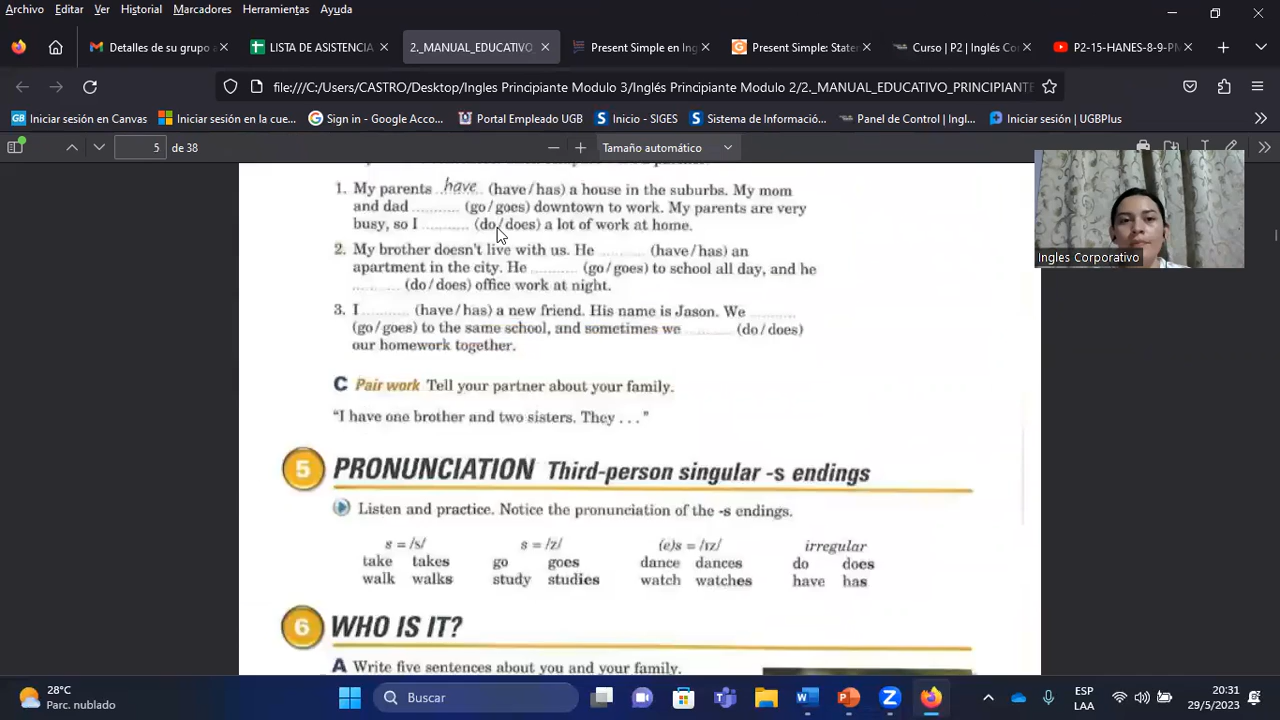 Archivo Editar Ver Historial Marcadores Herramientas Ayuda
Detalles de su grupo
LISTA DE ASISTENCIA
2._MANUAL_EDUCATIVO_
Present Simple en Ing
Present Simple: Stater
Curso | P2 | Inglés Co
P2-15-HANES-8-9-PM
file:///C:/Users/CASTRO/Desktop/Ingles Principiante Modulo 3/Inglés Principiante Modulo 2/2._MANUAL_EDUCATIVO_PRINCIPIANTE
Iniciar sesión en Canvas
Iniciar sesión en la cue...
Sign in - Google Acco...
Portal Empleado UGB
Inicio - SIGES
Sistema de Informació...
Panel de Control | Ingl...
Iniciar sesión | UGBPlus
5 de 38
Tamaño automático
1. My parents have (have/has) a house in the suburbs. My mom
and dad .......... (go/goes) downtown to work. My parents are very
busy, so I .......... (do/does) a lot of work at home.
2. My brother doesn't live with us. He .......... (have/has) an
apartment in the city. He .......... (go/goes) to school all day, and he
.......... (do/does) office work at night.
3. I .......... (have/has) a new friend. His name is Jason. We ..........
(go/goes) to the same school, and sometimes we .......... (do/does)
our homework together.
C Pair work Tell your partner about your family.
"I have one brother and two sisters. They . . ."
5 PRONUNCIATION Third-person singular -s endings
Listen and practice. Notice the pronunciation of the -s endings.
s = /s/ s = /z/ (e)s = /ɪz/ irregular
take takes go goes dance dances do does
walk walks study studies watch watches have has
6 WHO IS IT?
A Write five sentences about you and your family.
Ingles Corporativo
28°C
Parc. nublado
Buscar
ESP
LAA
20:31
29/5/2023